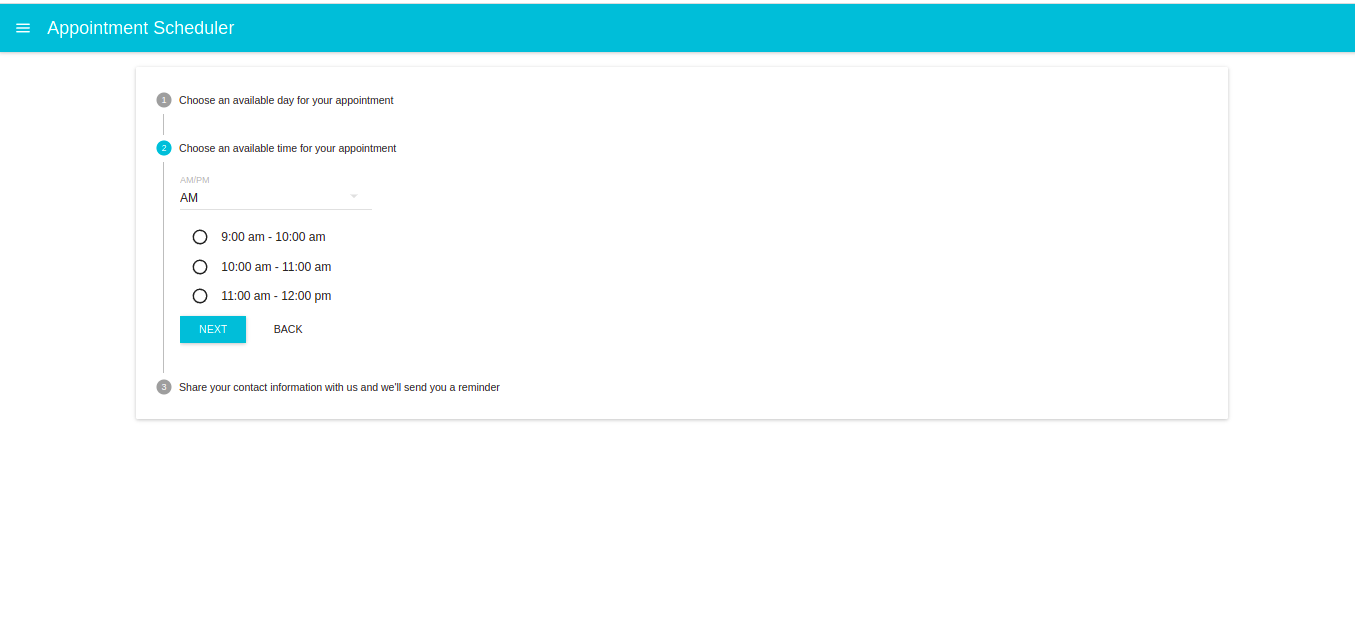 Appointment Scheduler
1 Choose an available day for your appointment
2 Choose an available time for your appointment
AM/PM
AM
9:00 am - 10:00 am
10:00 am - 11:00 am
11:00 am - 12:00 pm
NEXT BACK
3 Share your contact information with us and we'll send you a reminder